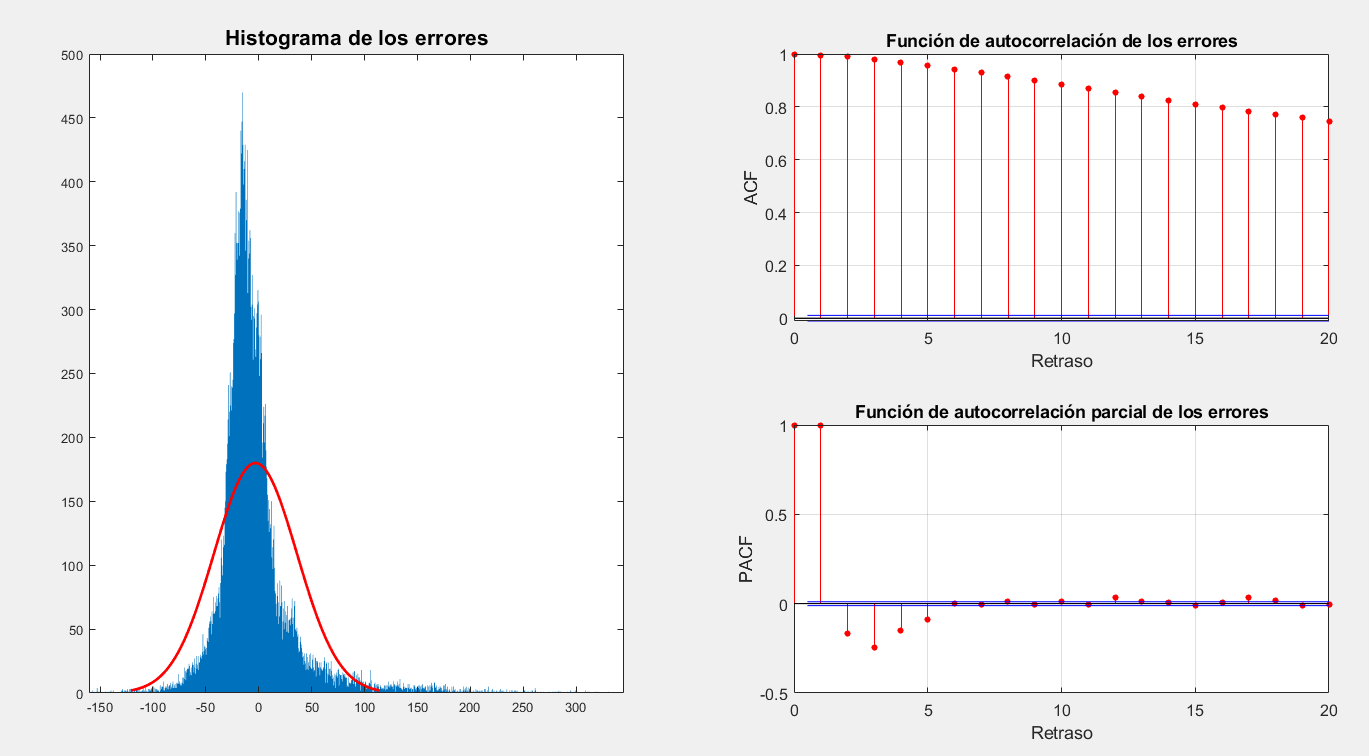 Histograma de los errores
500
450
400
350
300
250
200
150
100
50
0
-150 -100 -50 0 50 100 150 200 250 300
Función de autocorrelación de los errores
1
0.8
0.6
0.4
0.2
0
ACF
0 5 10 15 20
Retraso
Función de autocorrelación parcial de los errores
1
0.5
0
-0.5
PACF
0 5 10 15 20
Retraso